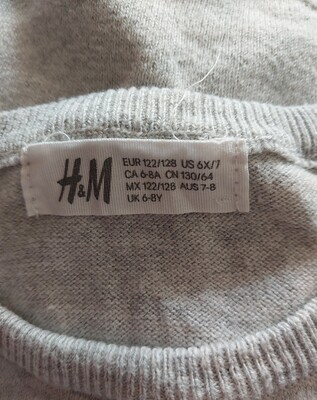 H&M
EUR 122/128 US 6X/7
CA 6-8A CN 130/64
MX 122/128 AUS 7-8
UK 6-8Y